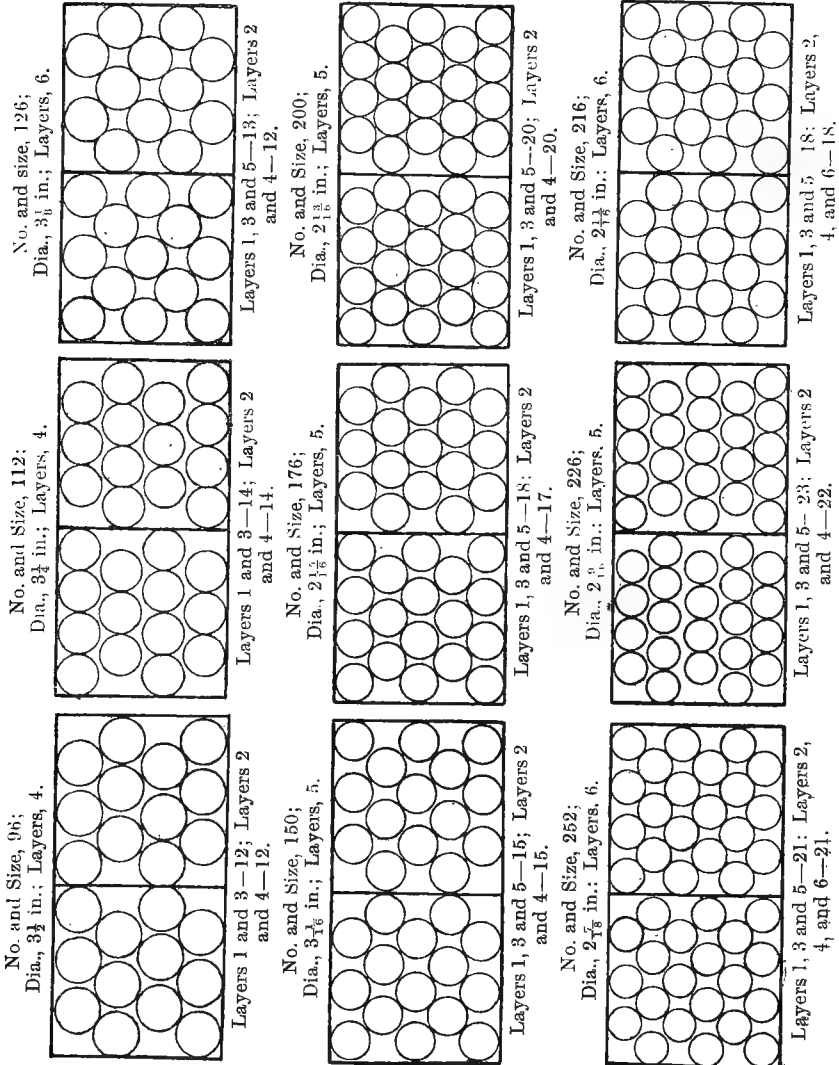 No. and Size, 96;
Dia., 3½ in.; Layers, 4.
Layers 1 and 3—12; Layers 2
and 4—12.
No. and Size, 112;
Dia., 3¼ in.; Layers, 4.
Layers 1 and 3—14; Layers 2
and 4—14.
No. and size, 126;
Dia., 3⅛ in.; Layers, 6.
Layers 1, 3 and 5—13; Layers 2
and 4—12.
No. and Size, 150;
Dia., 3 1/16 in.; Layers, 5.
Layers 1, 3 and 5—15; Layers 2
and 4—15.
No. and Size, 176;
Dia., 2 15/16 in.; Layers, 5.
Layers 1, 3 and 5—18; Layers 2
and 4—17.
No. and Size, 200;
Dia., 2 13/16 in.; Layers, 5.
Layers 1, 3 and 5—20; Layers 2
and 4—20.
No. and Size, 252;
Dia., 2 7/16 in.: Layers, 6.
Layers 1, 3 and 5—21: Layers 2,
4, and 6—21.
No. and Size, 226;
Dia., in.: Layers, 5.
Layers 1, 3 and 5—23; Layers 2
and 4—22.
No. and Size, 216;
Dia., 2 11/16 in.: Layers, 6.
Layers 1, 3 and 5 18: Layers 2,
4, and 6—18.